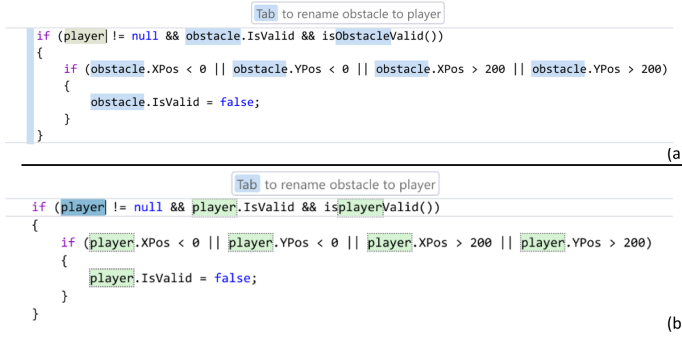 Tab to rename obstacle to player
if (player != null && obstacle.IsValid && isObstacleValid())
{
if (obstacle.XPos < 0 || obstacle.YPos < 0 || obstacle.XPos > 200 || obstacle.YPos > 200)
{
obstacle.IsValid = false;
}
}
(a
Tab to rename obstacle to player
if (player != null && player.IsValid && isplayerValid())
{
if (player.XPos < 0 || player.YPos < 0 || player.XPos > 200 || player.YPos > 200)
{
player.IsValid = false;
}
}
(b